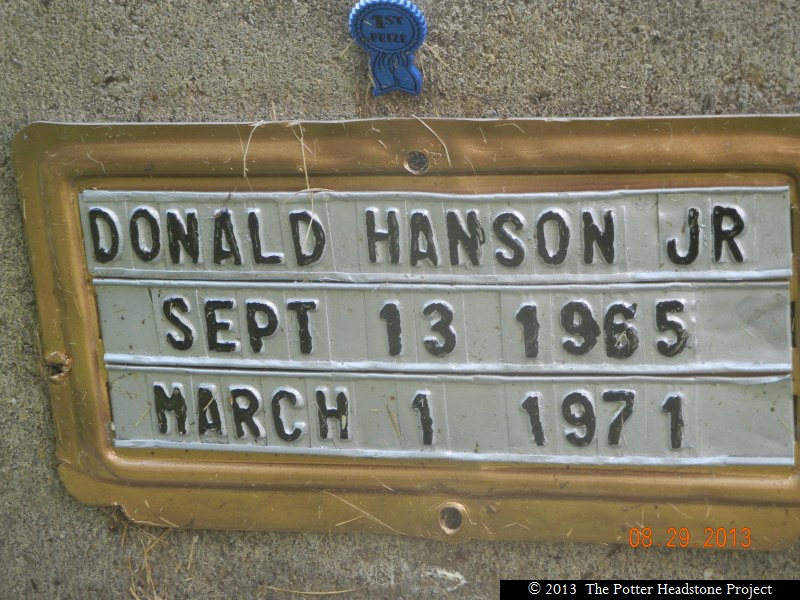 1ST
PRIZE
DONALD HANSON JR
SEPT 13 1965
MARCH 1 1971
08 29 2013
© 2013 The Potter Headstone Project